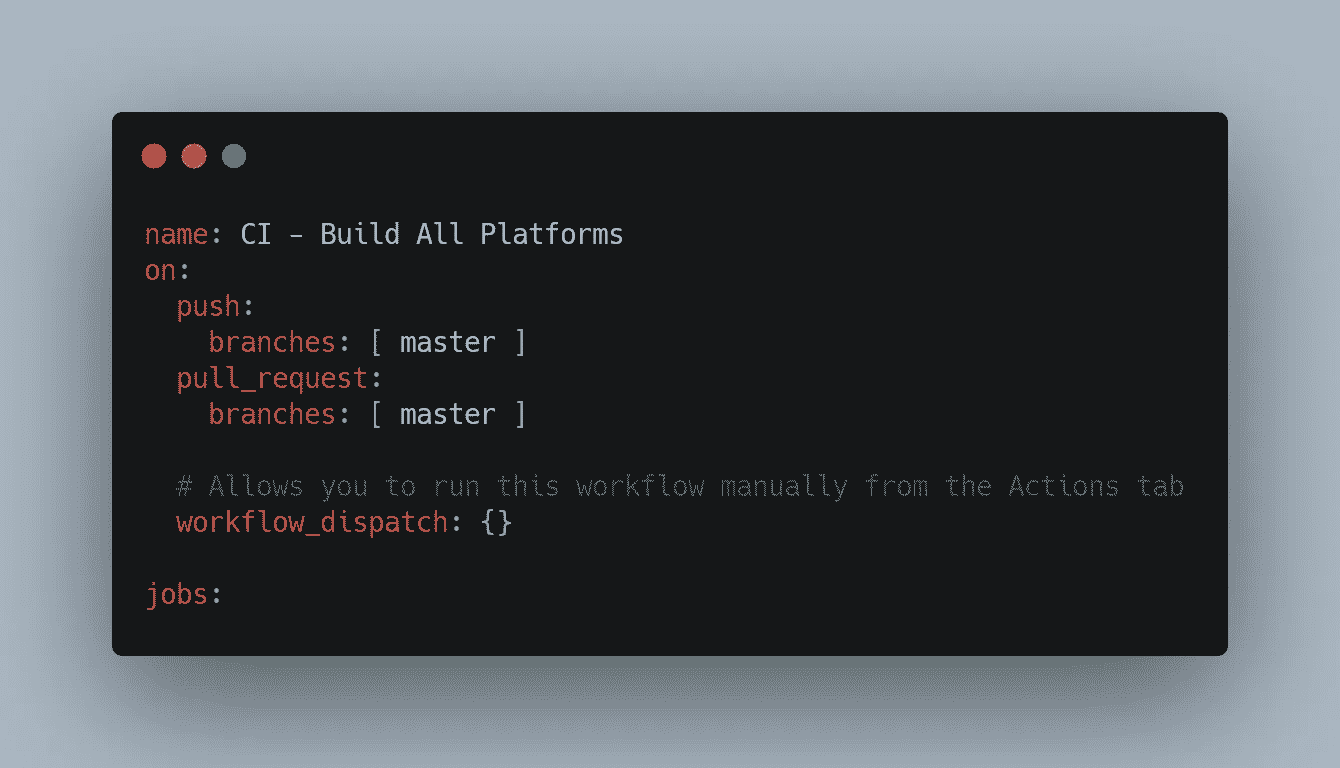 name: CI - Build All Platforms
on:
  push:
    branches: [ master ]
  pull_request:
    branches: [ master ]

  # Allows you to run this workflow manually from the Actions tab
  workflow_dispatch: {}

jobs: